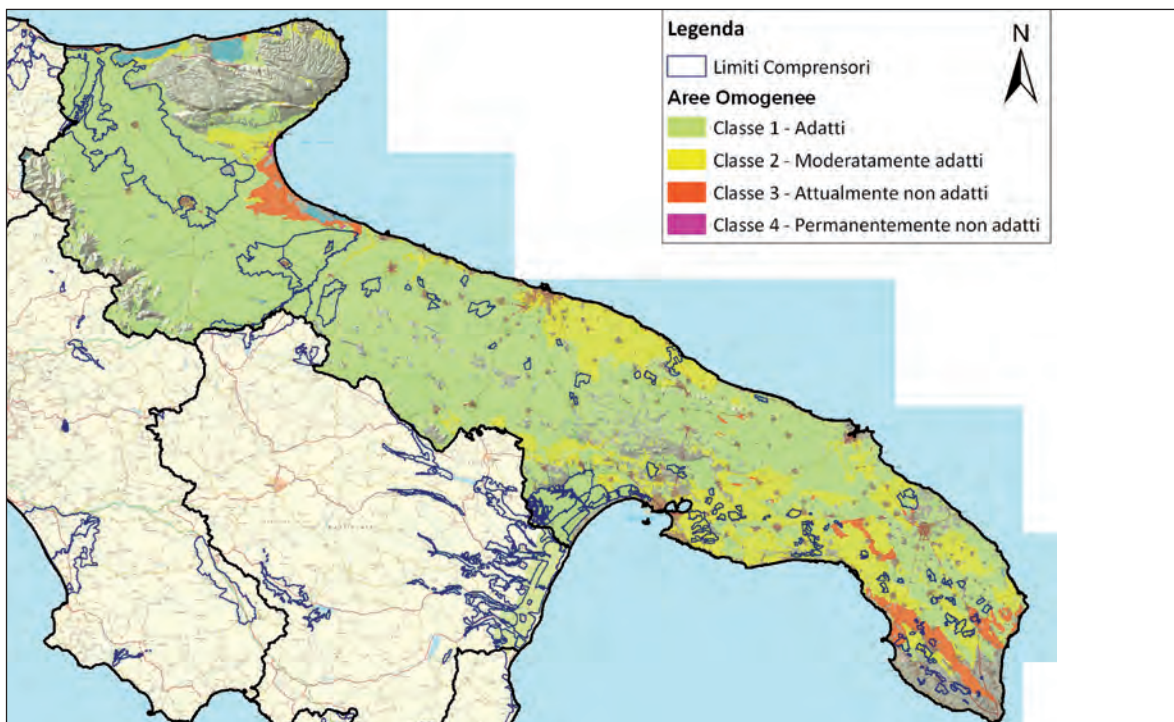 Legenda
N
Limiti Comprensori
Aree Omogenee
Classe 1 - Adatti
Classe 2 - Moderatamente adatti
Classe 3 - Attualmente non adatti
Classe 4 - Permanentemente non adatti